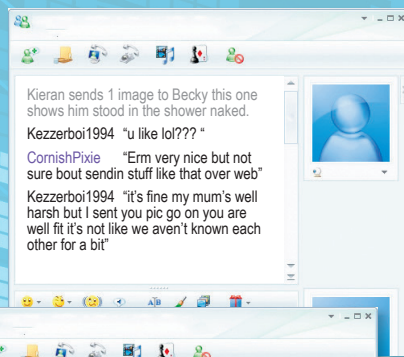 Kieran sends 1 image to Becky this one
shows him stood in the shower naked.
Kezzerboi1994 “u like lol??? “
CornishPixie “Erm very nice but not
sure bout sendin stuff like that over web”
Kezzerboi1994 “it’s fine my mum’s well
harsh but I sent you pic go on you are
well fit it’s not like we aven’t known each
other for a bit”